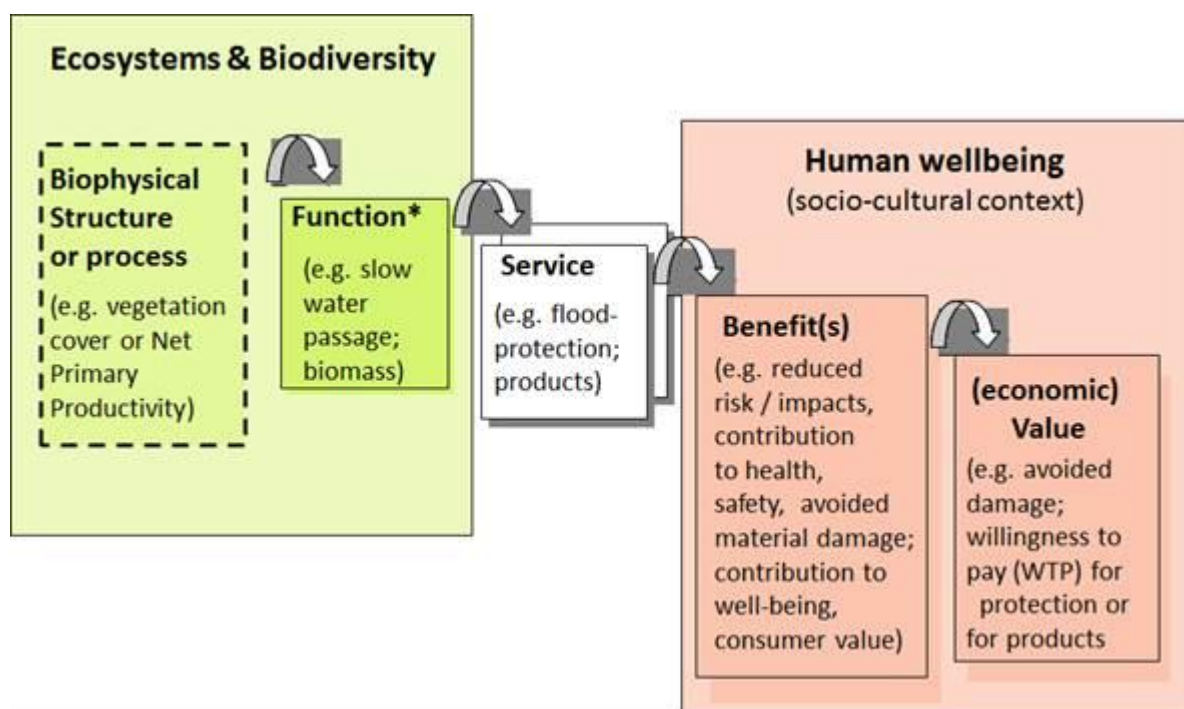 Ecosystems & Biodiversity
Biophysical
Structure
or process
(e.g. vegetation
cover or Net
Primary
Productivity)
Function*
(e.g. slow
water
passage;
biomass)
Service
(e.g. flood-
protection;
products)
Human wellbeing
(socio-cultural context)
Benefit(s)
(e.g. reduced
risk / impacts,
contribution
to health,
safety, avoided
material damage;
contribution to
well-being,
consumer value)
(economic)
Value
(e.g. avoided
damage;
willingness to
pay (WTP) for
protection or
for products